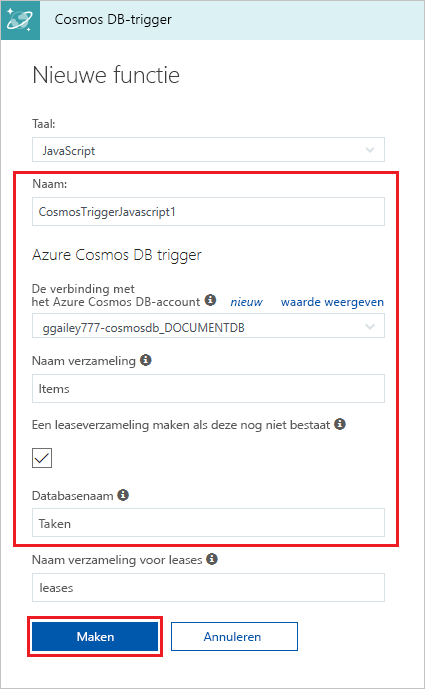 Cosmos DB-trigger
Nieuwe functie
Taal:
JavaScript
Naam:
CosmosTriggerJavascript1
Azure Cosmos DB trigger
De verbinding met
het Azure Cosmos DB-account nieuw waarde weergeven
ggailey777-cosmosdb_DOCUMENTDB
Naam verzameling
Items
Een leaseverzameling maken als deze nog niet bestaat
Databasenaam
Taken
Naam verzameling voor leases
leases
Maken Annuleren